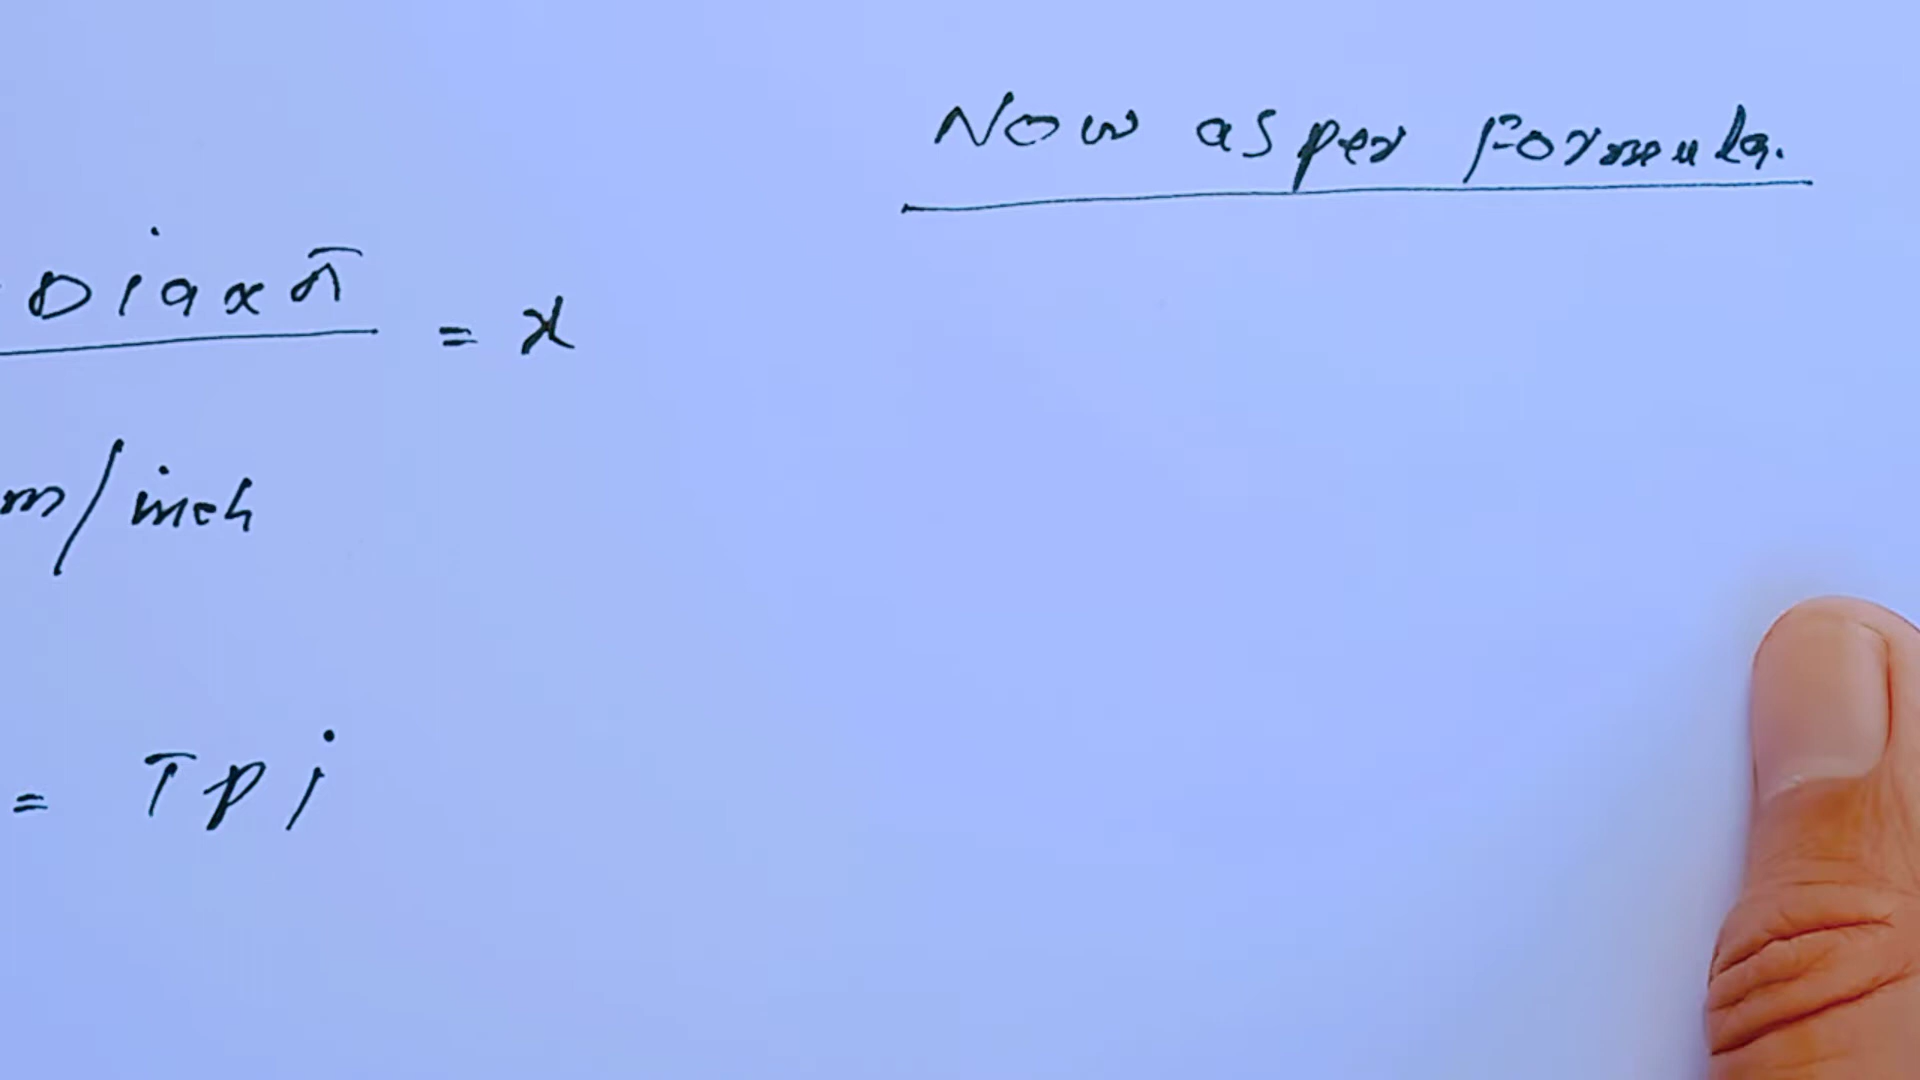 Now as per Formula.
Dia x π = x
m/inch
= TPi